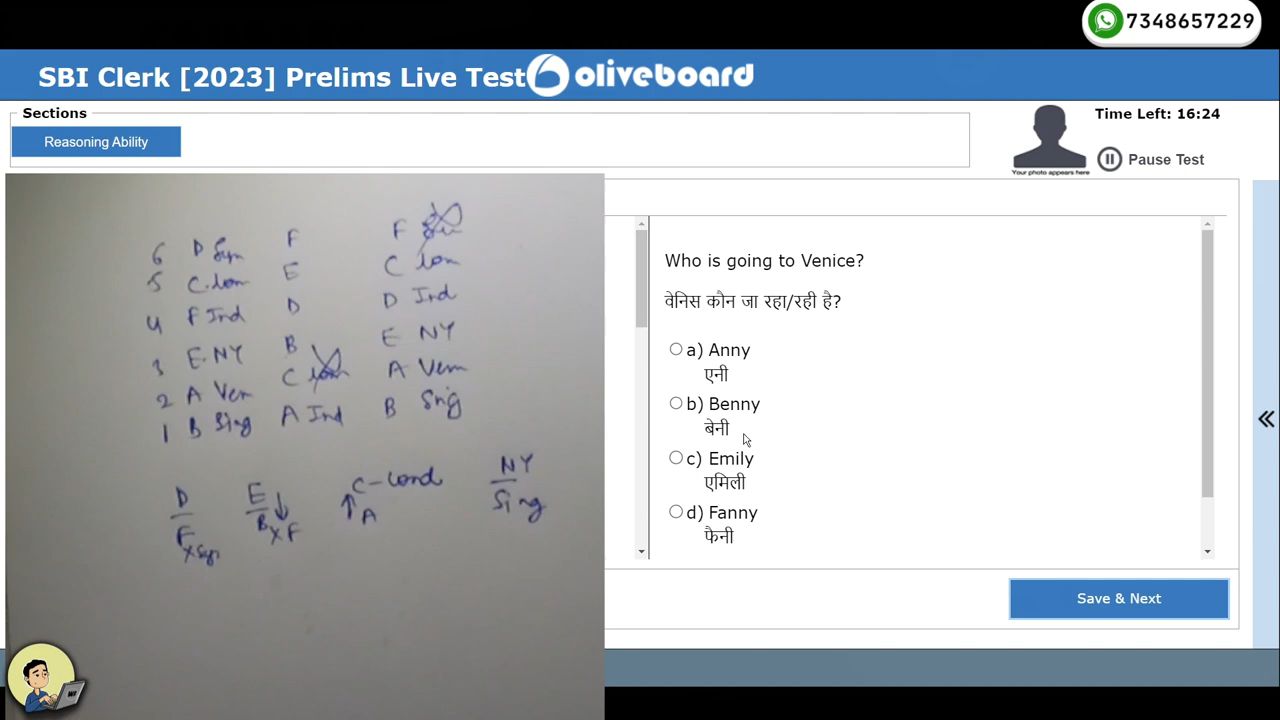 7348657229
SBI Clerk [2023] Prelims Live Test oliveboard
Sections
Reasoning Ability
Time Left: 16:24
Your photo appears here
Pause Test
6 D Syn F F
5 C. Lon E C Lon
4 F Ind D D Ind
3 E. NY B E NY
2 A Ven C A Ven
1 B Sing A Ind B Sing
D E C - Lond NY
F B F A Sing
x Syn
Who is going to Venice?
वेनिस कौन जा रहा/रही है?
a) Anny
एनी
b) Benny
बेनी
c) Emily
एमिली
d) Fanny
फैनी
Save & Next